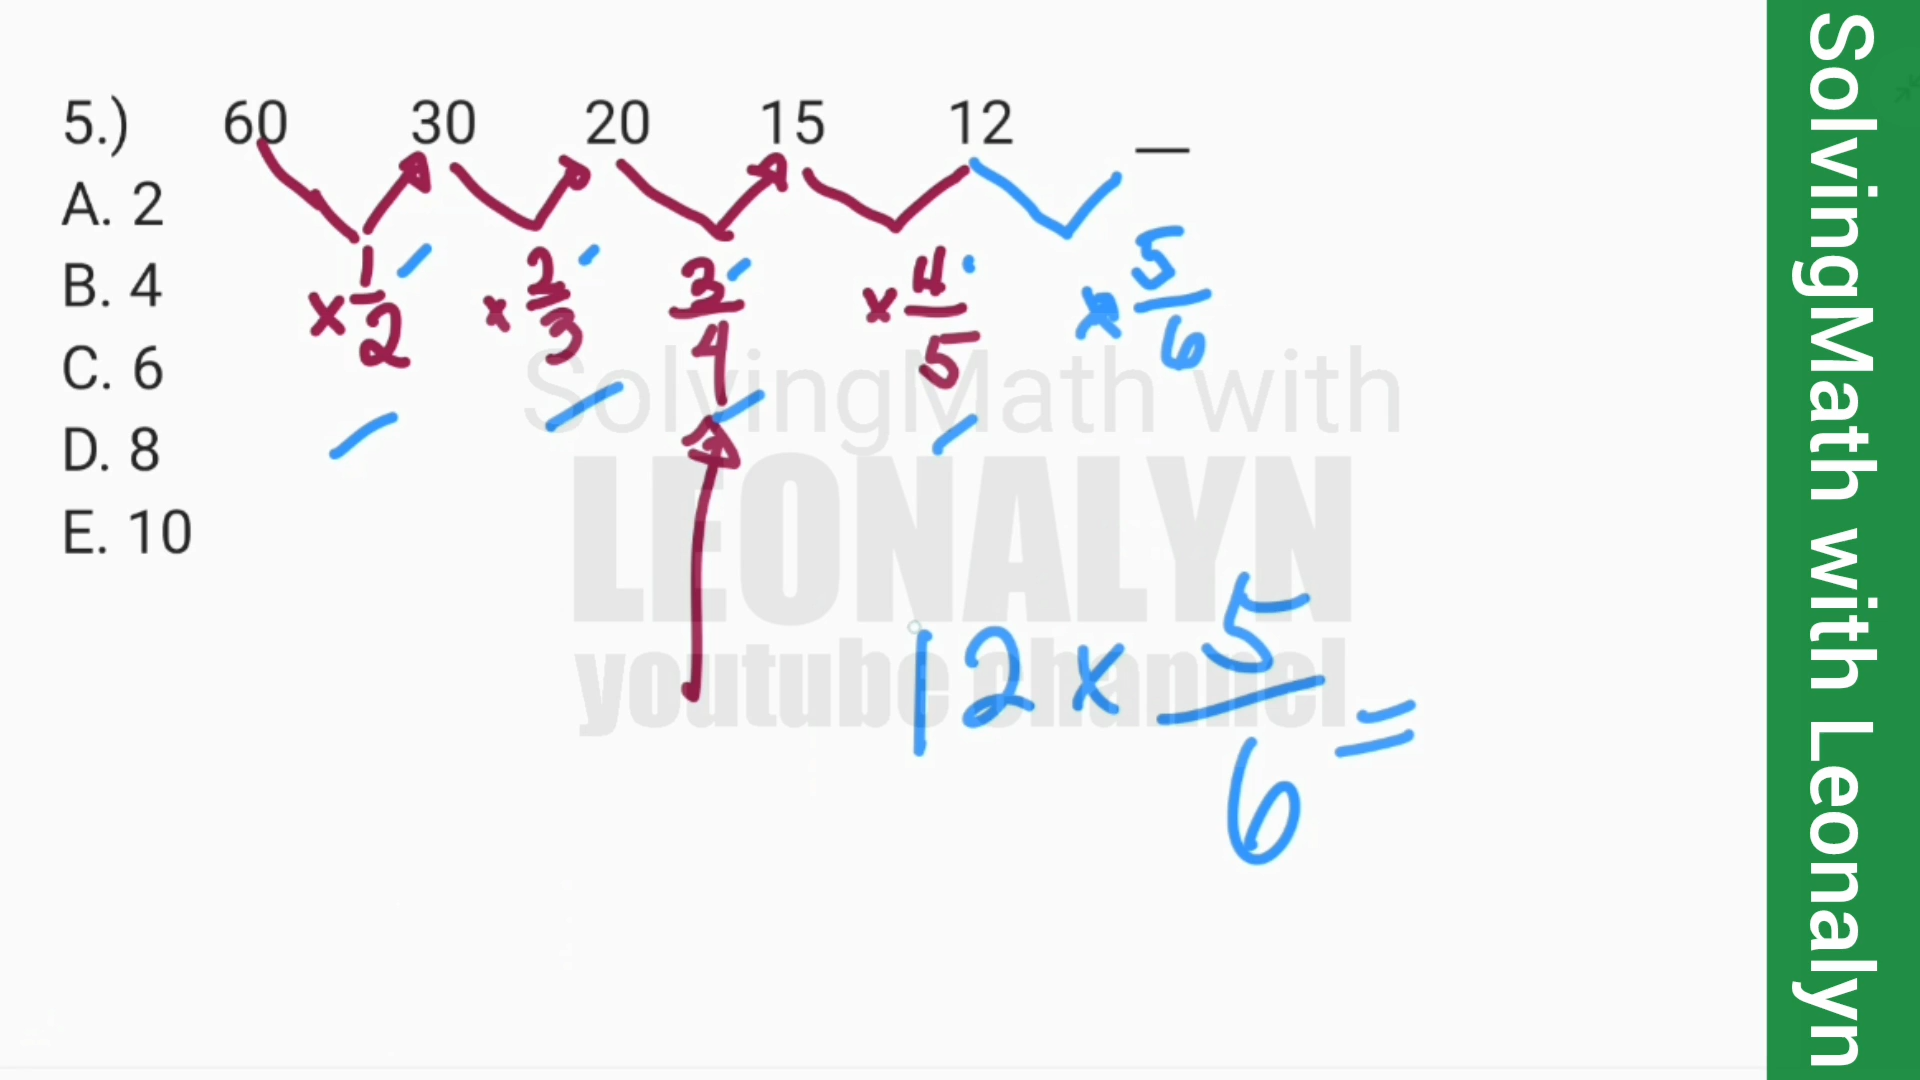 5.) 60 30 20 15 12 __
A. 2
B. 4
C. 6
D. 8
E. 10
x 1/2 x 2/3 3/4 x 4/5 x 5/6
12 x 5/6 =
SolvingMath with
LEONALYN
youtube channel
SolvingMath with Leonalyn